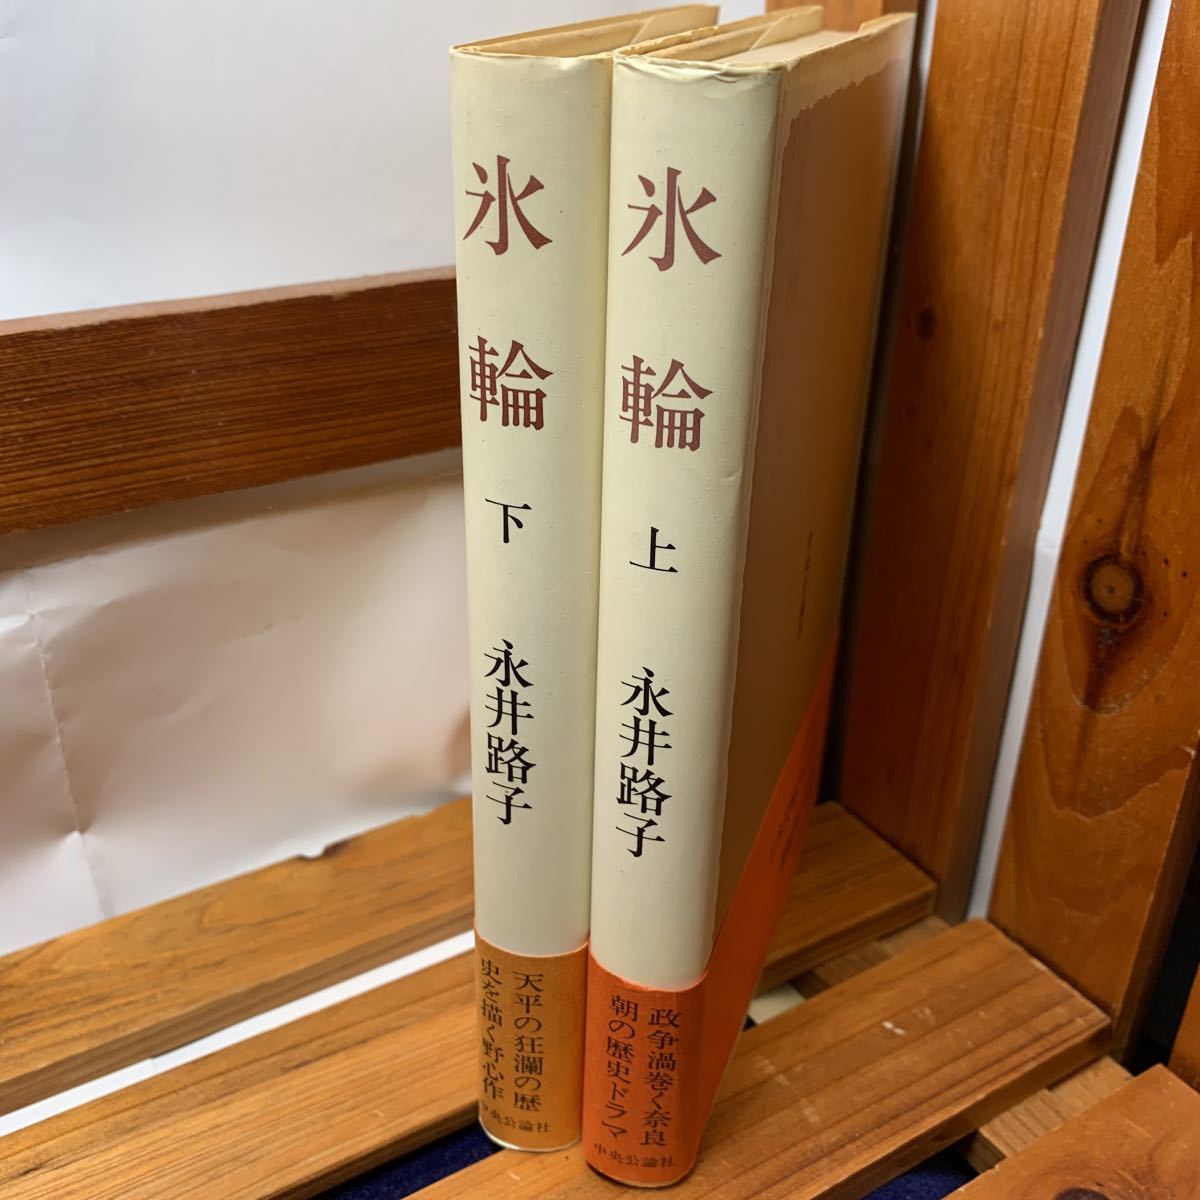 氷輪 上 永井路子
政争渦巻く奈良
朝の歴史ドラマ
中央公論社
氷輪 下 永井路子
天平の狂瀾の歴
史を描く野心作
中央公論社